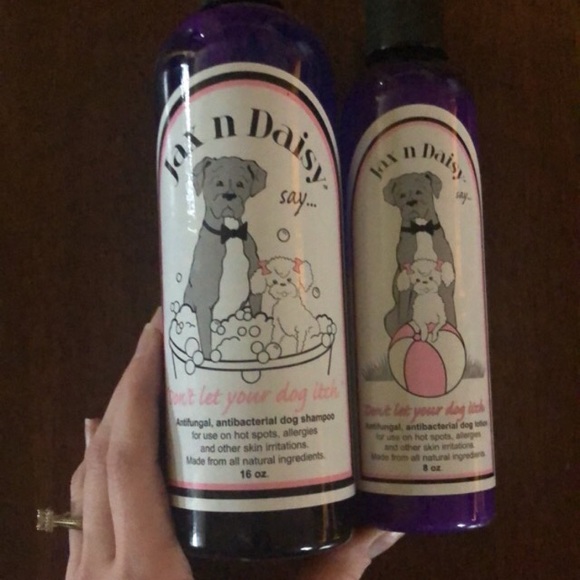 Jax n Daisy
say...
Don't let your dog itch
Antifungal, antibacterial dog shampoo
for use on hot spots, allergies
and other skin irritations.
Made from all natural ingredients.
16 oz.
Jax n Daisy
say...
Don't let your dog itch
Antifungal, antibacterial dog lotion
for use on hot spots, allergies
and other skin irritations.
Made from all natural ingredients.
8 oz.